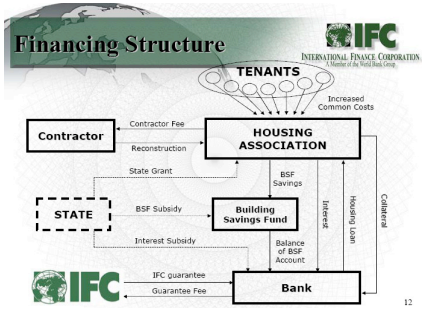 Financing Structure
IFC
INTERNATIONAL FINANCE CORPORATION
A Member of the World Bank Group
TENANTS
Increased
Common Costs
Contractor Fee
Contractor
Reconstruction
HOUSING
ASSOCIATION
State Grant
BSF
Savings
STATE
BSF Subsidy
Building
Savings Fund
Interest
Housing Loan
Collateral
Interest Subsidy
Balance
of BSF
Account
IFC
IFC guarantee
Guarantee Fee
Bank
12